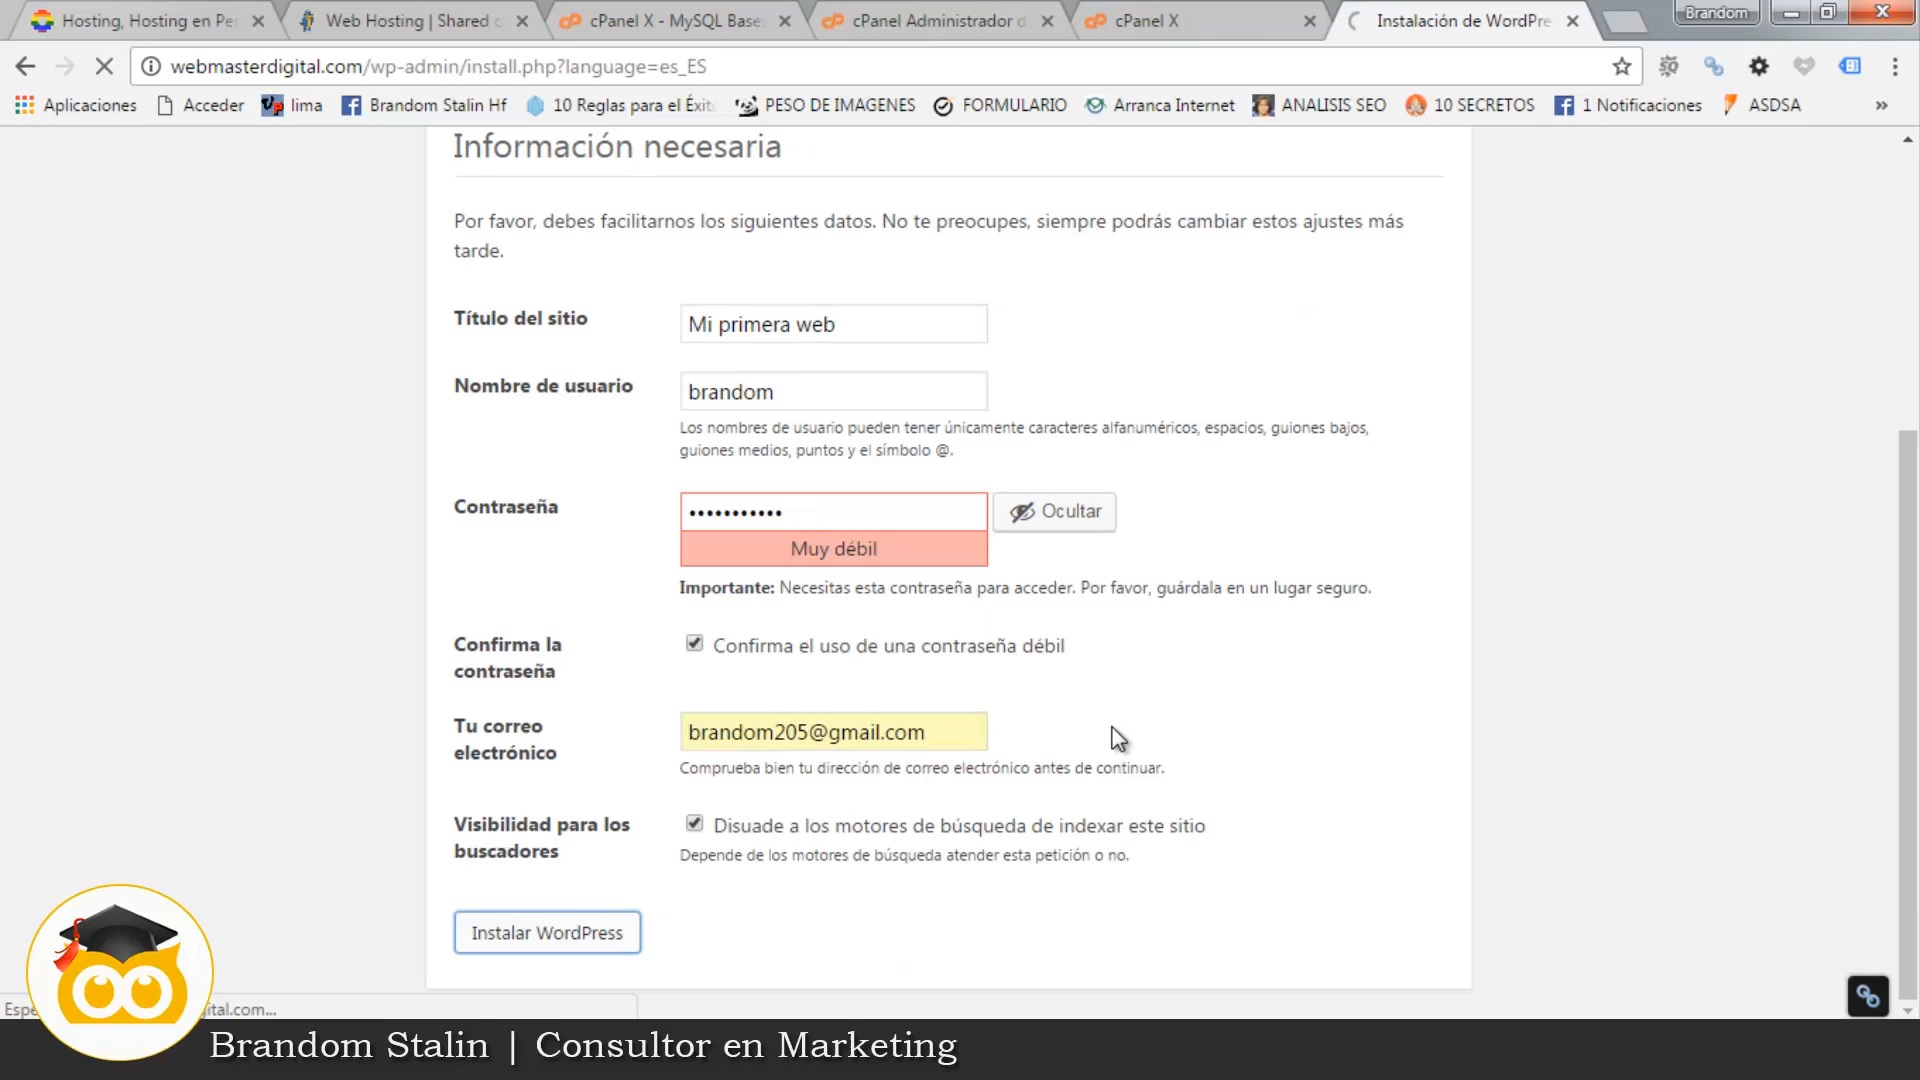 Hosting, Hosting en Per
Web Hosting | Shared c
cPanel X - MySQL Bases
cPanel Administrador d
cPanel X
Instalación de WordPre
Brandom
webmasterdigital.com/wp-admin/install.php?language=es_ES
Aplicaciones
Acceder
lima
Brandom Stalin Hf
10 Reglas para el Éxito
PESO DE IMAGENES
FORMULARIO
Arranca Internet
ANALISIS SEO
10 SECRETOS
1 Notificaciones
ASDSA
»
Información necesaria
Por favor, debes facilitarnos los siguientes datos. No te preocupes, siempre podrás cambiar estos ajustes más
tarde.
Título del sitio
Mi primera web
Nombre de usuario
brandom
Los nombres de usuario pueden tener únicamente caracteres alfanuméricos, espacios, guiones bajos,
guiones medios, puntos y el símbolo @.
Contraseña
•••••••••••
Ocultar
Muy débil
Importante: Necesitas esta contraseña para acceder. Por favor, guárdala en un lugar seguro.
Confirma la
contraseña
Confirma el uso de una contraseña débil
Tu correo
electrónico
brandom205@gmail.com
Comprueba bien tu dirección de correo electrónico antes de continuar.
Visibilidad para los
buscadores
Disuade a los motores de búsqueda de indexar este sitio
Depende de los motores de búsqueda atender esta petición o no.
Instalar WordPress
Espe
ital.com...
Brandom Stalin | Consultor en Marketing